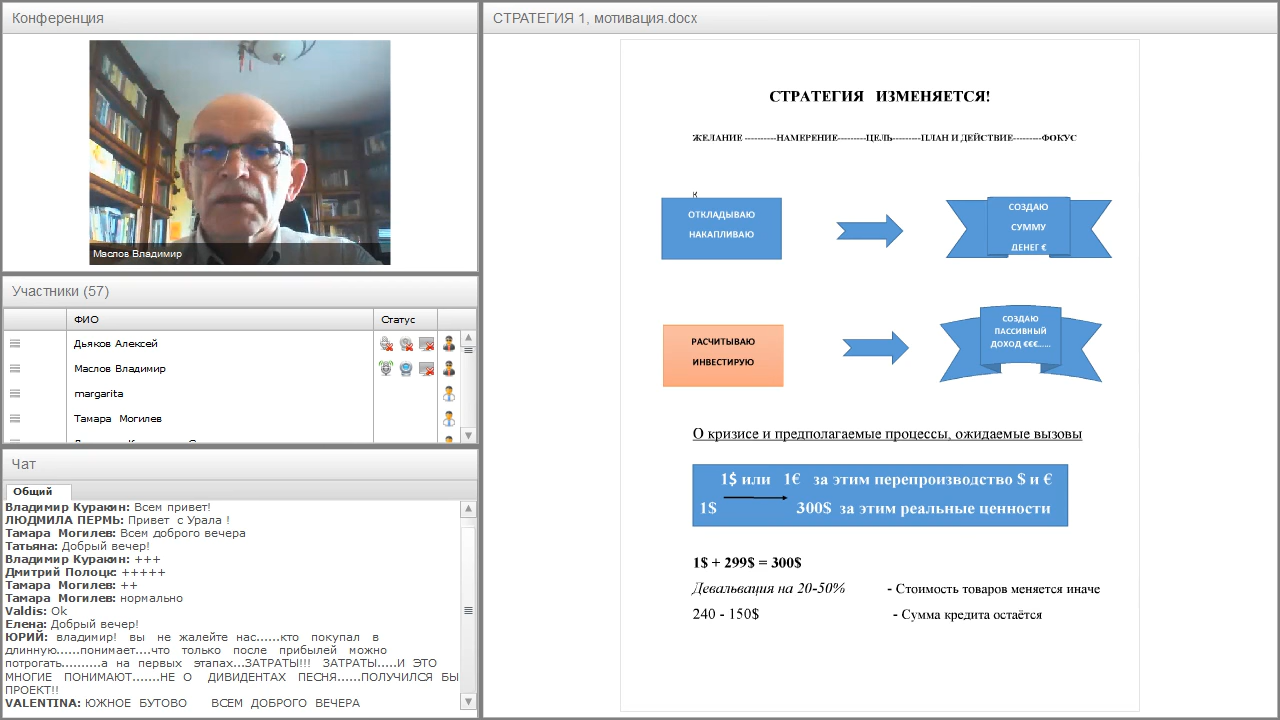 Конференция
Маслов Владимир
Участники (57)
ФИО Статус
Дьяков Алексей
Маслов Владимир
margarita
Тамара Могилев
Чат
Общий
Владимир Куракин: Всем привет!
ЛЮДМИЛА ПЕРМЬ: Привет с Урала !
Тамара Могилев: Всем доброго вечера
Татьяна: Добрый вечер!
Владимир Куракин: +++
Дмитрий Полоцк: +++++
Тамара Могилев: ++
Тамара Могилев: нормально
Valdis: Ok
Елена: Добрый вечер!
ЮРИЙ: владимир! вы не жалейте нас......кто покупал в
длинную......понимает....что только после прибылей можно
потрогать..........а на первых этапах...ЗАТРАТЫ!!! ЗАТРАТЫ.....И ЭТО
МНОГИЕ ПОНИМАЮТ.......НЕ О ДИВИДЕНТАХ ПЕСНЯ......ПОЛУЧИЛСЯ БЫ
ПРОЕКТ!!
VALENTINA: ЮЖНОЕ БУТОВО ВСЕМ ДОБРОГО ВЕЧЕРА
СТРАТЕГИЯ 1, мотивация.docx
СТРАТЕГИЯ ИЗМЕНЯЕТСЯ!
ЖЕЛАНИЕ ----------НАМЕРЕНИЕ---------ЦЕЛЬ---------ПЛАН И ДЕЙСТВИЕ---------ФОКУС
К
ОТКЛАДЫВАЮ
НАКАПЛИВАЮ
СОЗДАЮ
СУММУ
ДЕНЕГ €
РАСЧИТЫВАЮ
ИНВЕСТИРУЮ
СОЗДАЮ
ПАССИВНЫЙ
ДОХОД €€€......
О кризисе и предполагаемые процессы, ожидаемые вызовы
1$ или 1€ за этим перепроизводство $ и €
1$ 300$ за этим реальные ценности
1$ + 299$ = 300$
Девальвация на 20-50% - Стоимость товаров меняется иначе
240 - 150$ - Сумма кредита остаётся